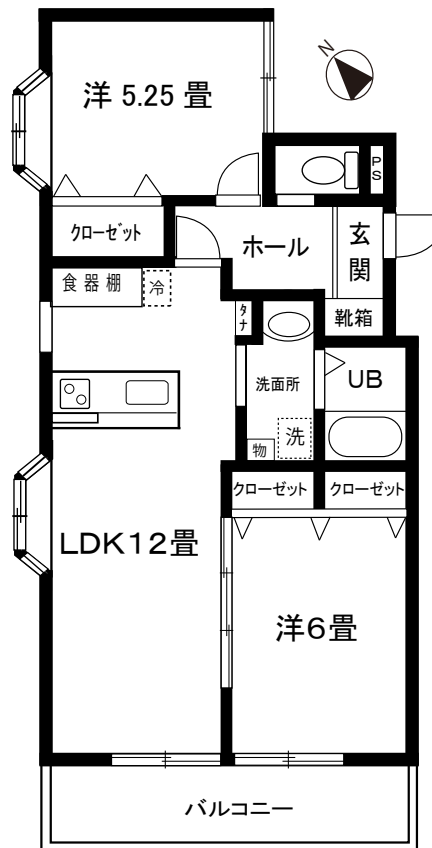 N
洋 5.25 畳
PS
クローゼット
ホール
玄関
食器棚
冷
タナ
靴箱
洗面所
UB
物
洗
クローゼット
クローゼット
LDK12畳
洋6畳
バルコニー